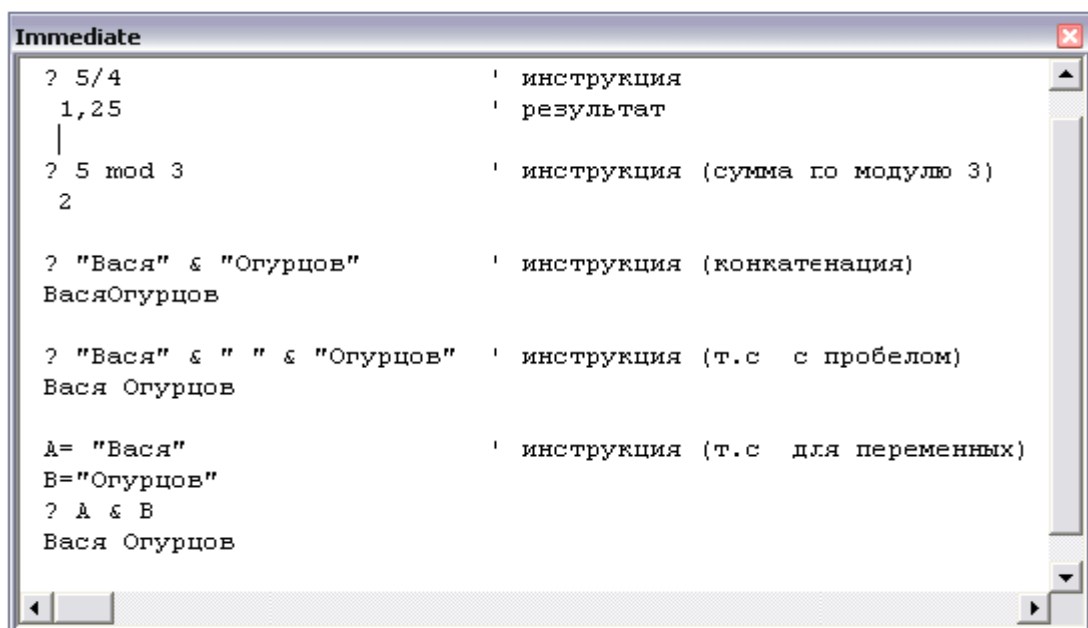 Immediate
? 5/4 ' инструкция
1,25 ' результат
? 5 mod 3 ' инструкция (сумма по модулю 3)
2
? "Вася" & "Огурцов" ' инструкция (конкатенация)
ВасяОгурцов
? "Вася" & " " & "Огурцов" ' инструкция (т.с с пробелом)
Вася Огурцов
A= "Вася" ' инструкция (т.с для переменных)
B="Огурцов"
? A & B
Вася Огурцов